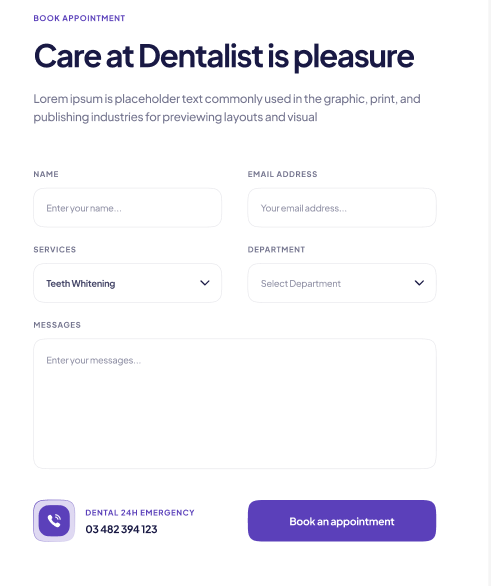 BOOK APPOINTMENT
Care at Dentalist is pleasure
Lorem ipsum is placeholder text commonly used in the graphic, print, and
publishing industries for previewing layouts and visual
NAME
EMAIL ADDRESS
Enter your name...
Your email address...
SERVICES
DEPARTMENT
Teeth Whitening
Select Department
MESSAGES
Enter your messages...
DENTAL 24H EMERGENCY
03 482 394 123
Book an appointment